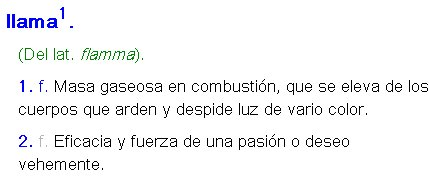 llama¹.
(Del lat. flamma).
1. f. Masa gaseosa en combustión, que se eleva de los
cuerpos que arden y despide luz de vario color.
2. f. Eficacia y fuerza de una pasión o deseo
vehemente.